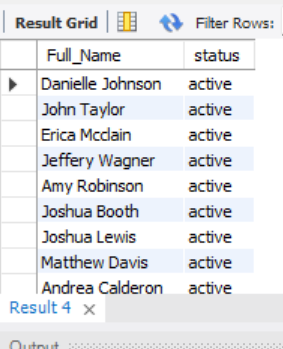 Result Grid Filter Rows:
Full_Name status
Danielle Johnson active
John Taylor active
Erica Mcclain active
Jeffery Wagner active
Amy Robinson active
Joshua Booth active
Joshua Lewis active
Matthew Davis active
Andrea Calderon active
Result 4 ×
Output